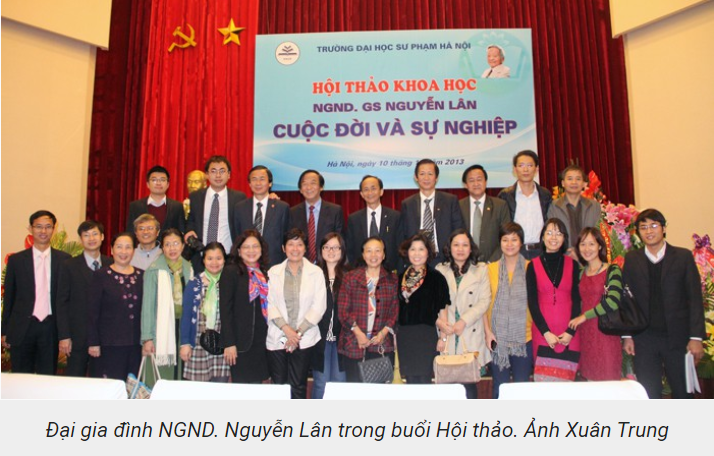 TRƯỜNG ĐẠI HỌC SƯ PHẠM HÀ NỘI
HỘI THẢO KHOA HỌC
NGND. GS NGUYỄN LÂN
CUỘC ĐỜI VÀ SỰ NGHIỆP
Hà Nội, ngày 10 tháng năm 2013
Đại gia đình NGND. Nguyễn Lân trong buổi Hội thảo. Ảnh Xuân Trung